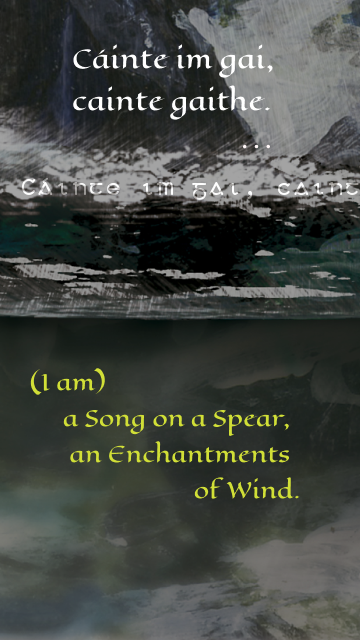 Cáinte im gai,
cainte gaithe.
...
Cáinte im gai, caint
(I am)
a Song on a Spear,
an Enchantments
of Wind.